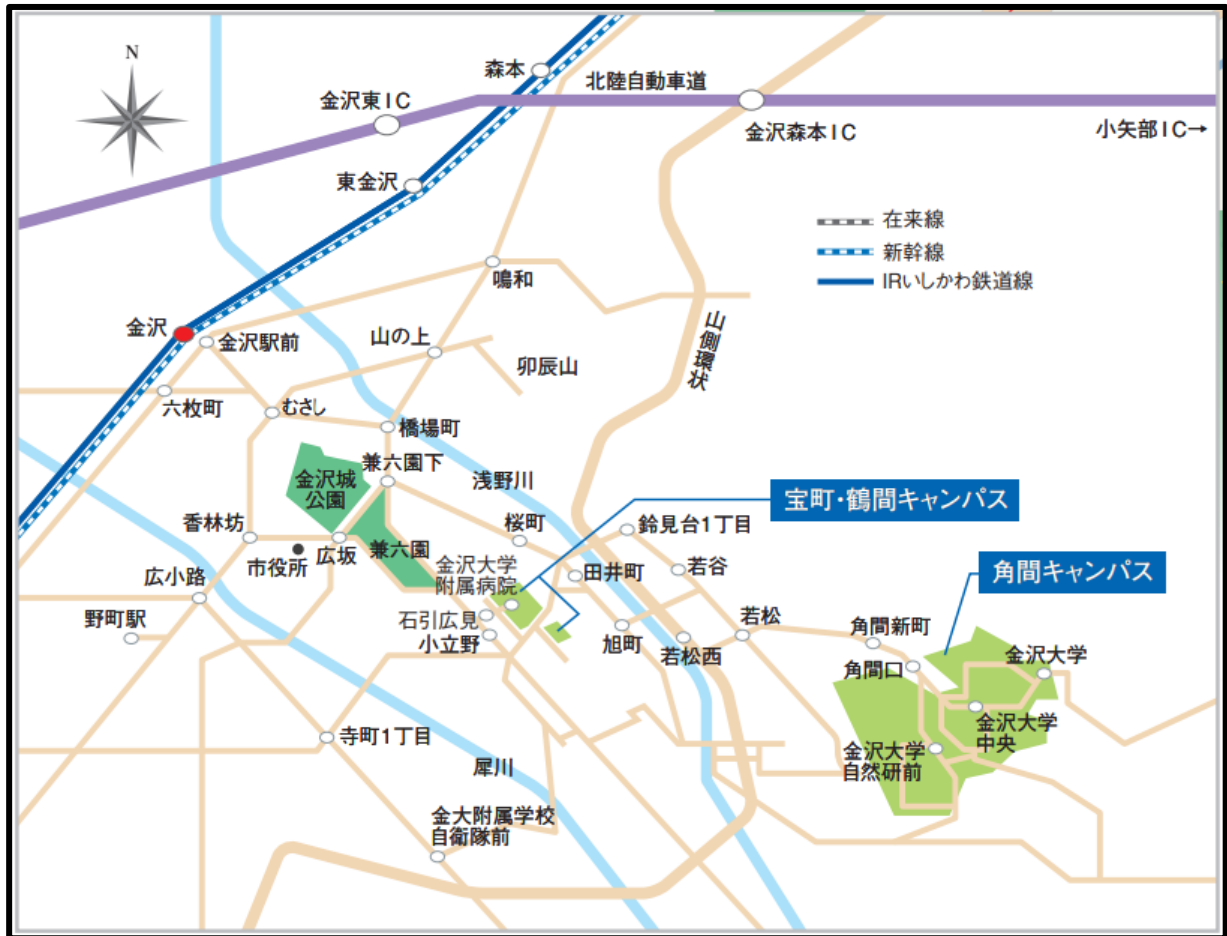 N
森本
北陸自動車道
金沢東IC
金沢森本IC
小矢部IC→
東金沢
在来線
新幹線
IRいしかわ鉄道線
鳴和
金沢
金沢駅前
山の上
卯辰山
山側環状
六枚町
むさし
橋場町
兼六園下
金沢城
公園
浅野川
宝町・鶴間キャンパス
香林坊
桜町
鈴見台1丁目
市役所
広坂
兼六園
金沢大学
附属病院
田井町
若谷
角間キャンパス
広小路
野町駅
石引広見
小立野
旭町
若松
若松西
角間新町
角間口
金沢大学
寺町1丁目
犀川
金沢大学
中央
金沢大学
自然研前
金大附属学校
自衛隊前